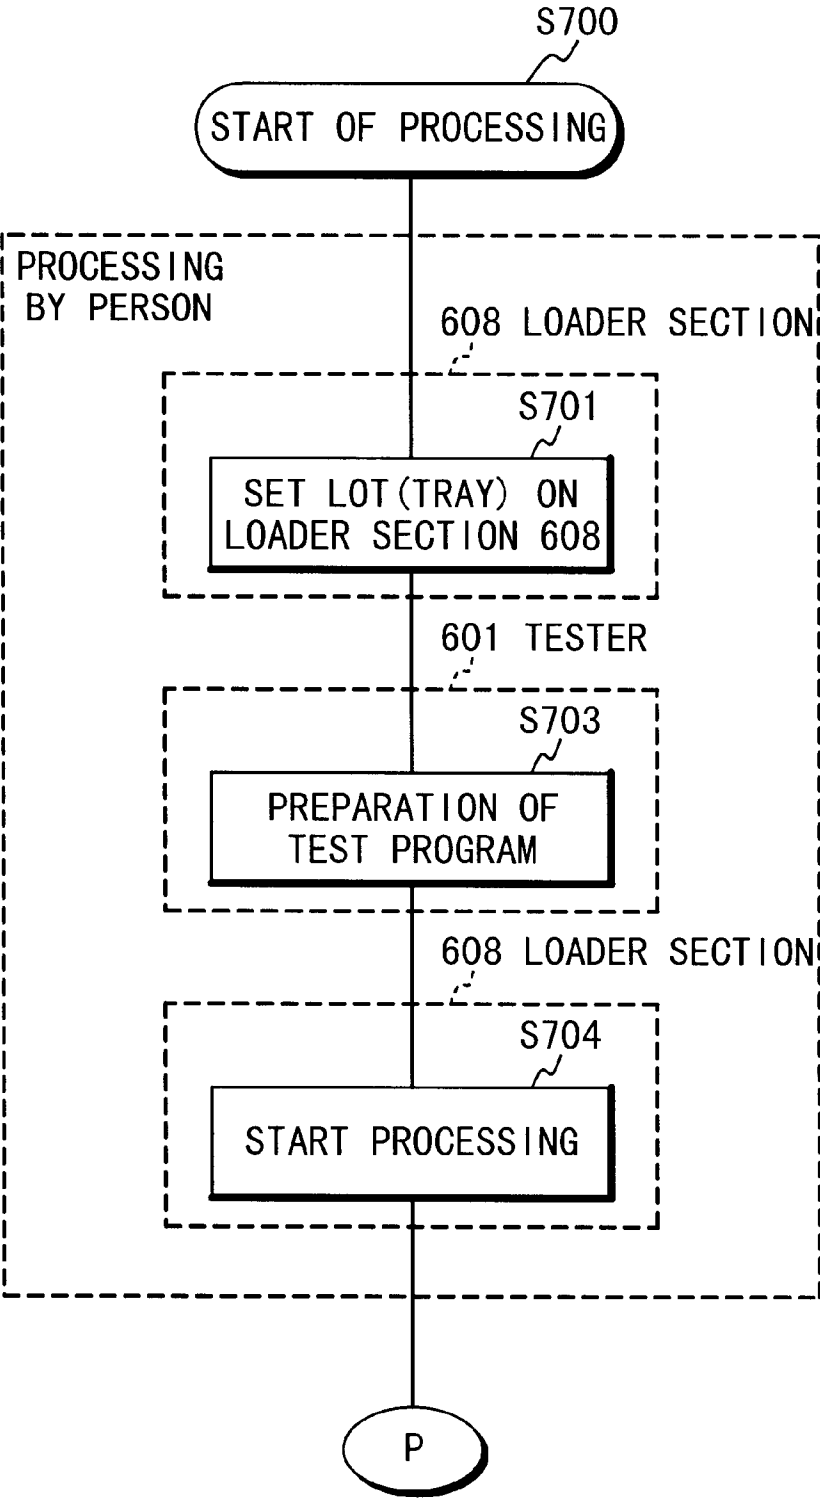 S700
START OF PROCESSING
PROCESSING
BY PERSON
608 LOADER SECTION
S701
SET LOT(TRAY) ON
LOADER SECTION 608
601 TESTER
S703
PREPARATION OF
TEST PROGRAM
608 LOADER SECTION
S704
START PROCESSING
P